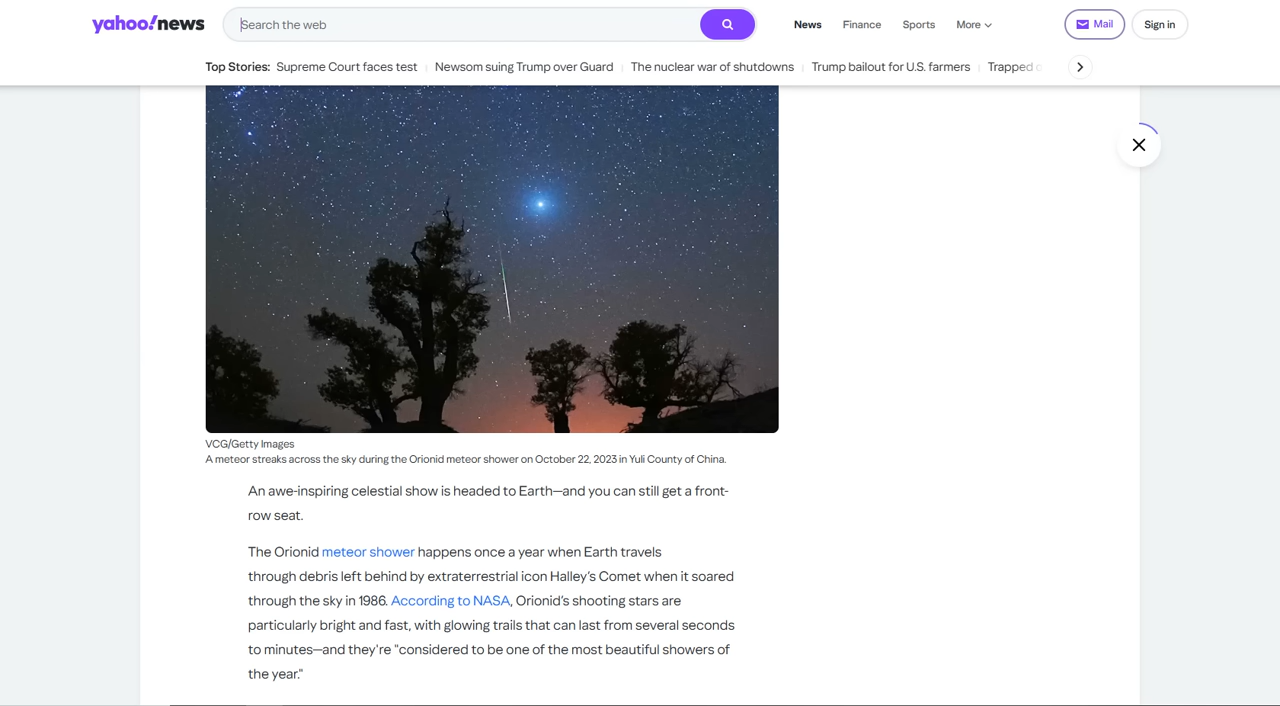 yahoo!news
Search the web
News
Finance
Sports
More
Mail
Sign in
Top Stories:
Supreme Court faces test
Newsom suing Trump over Guard
The nuclear war of shutdowns
Trump bailout for U.S. farmers
Trapped
VCG/Getty Images
A meteor streaks across the sky during the Orionid meteor shower on October 22, 2023 in Yuli County of China.
An awe-inspiring celestial show is headed to Earth—and you can still get a front-
row seat.
The Orionid meteor shower happens once a year when Earth travels
through debris left behind by extraterrestrial icon Halley's Comet when it soared
through the sky in 1986. According to NASA, Orionid's shooting stars are
particularly bright and fast, with glowing trails that can last from several seconds
to minutes—and they're "considered to be one of the most beautiful showers of
the year."